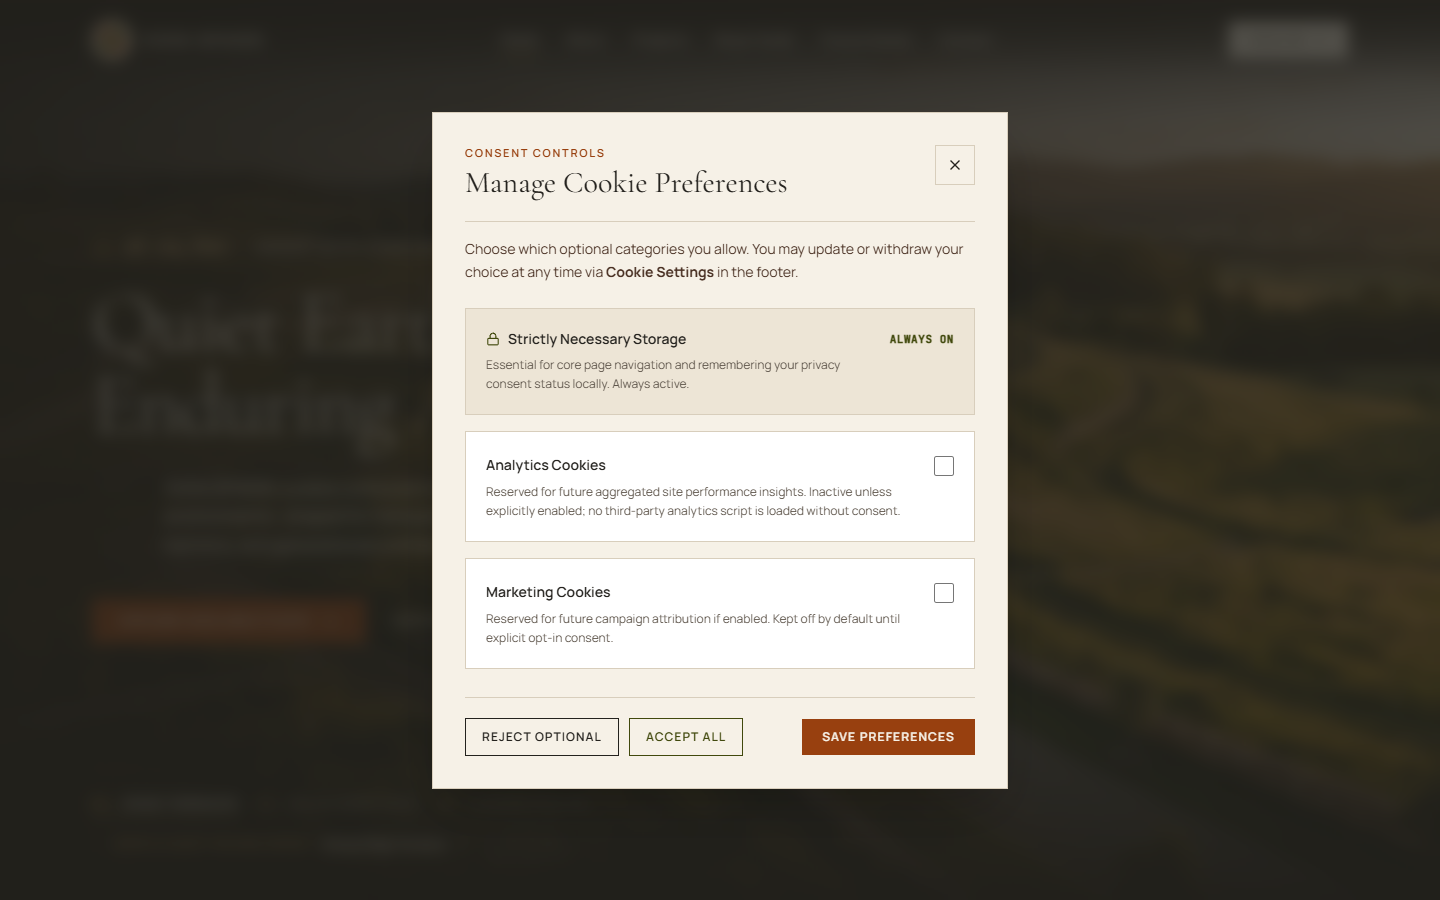 CONSENT CONTROLS
Manage Cookie Preferences
Choose which optional categories you allow. You may update or withdraw your
choice at any time via Cookie Settings in the footer.
Strictly Necessary Storage
ALWAYS ON
Essential for core page navigation and remembering your privacy
consent status locally. Always active.
Analytics Cookies
Reserved for future aggregated site performance insights. Inactive unless
explicitly enabled; no third-party analytics script is loaded without consent.
Marketing Cookies
Reserved for future campaign attribution if enabled. Kept off by default until
explicit opt-in consent.
REJECT OPTIONAL
ACCEPT ALL
SAVE PREFERENCES
Quiet
Enduring